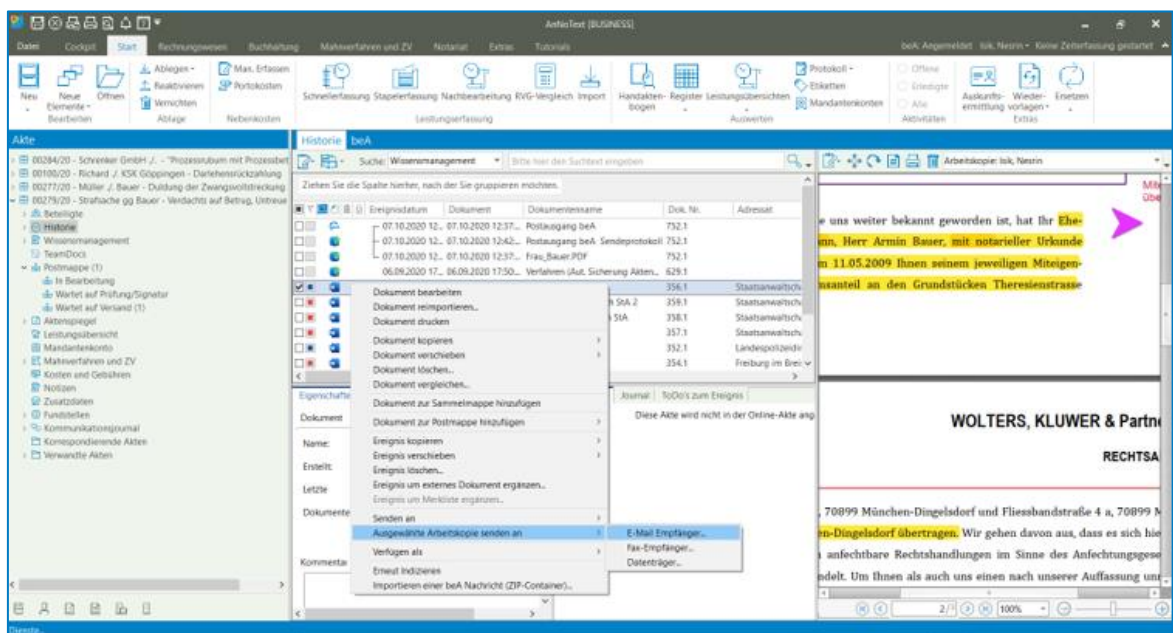 AnNoText [BUSINESS]
Datei Cockpit Start Rechnungswesen Buchhaltung Mahnverfahren und ZV Notariat Extras Tutorials
beA: Angemeldet Isik, Nesrin - Keine Zeiterfassung gestartet
Neu
Neue Elemente
Öffnen
Ablegen
Reaktivieren
Vernichten
Man. Erfassen
Portokosten
Schnellerfassung Stapelerfassung Nachbearbeitung RVG-Vergleich Import
Handakten-bogen
Register
Leistungsübersichten
Protokoll
Etiketten
Mandantenkonten
Offene
Erledigte
Alle
Auskunfts-ermittlung
Wieder-vorlagen
Ersetzen
Bearbeiten Ablage Nebenkosten Leistungserfassung Auswerten Aktivitäten Extras
Akte
00284/20 - Schrenker GmbH ./. - "Prozessrubrum mit Prozessbet
00100/20 - Richard ./. KSK Göppingen - Darlehensrückzahlung
00277/20 - Müller ./. Bauer - Duldung der Zwangsvollstreckung
00279/20 - Strafsache gg Bauer - Verdachts auf Betrug, Untreue
Beteiligte
Historie
Wissensmanagement
TeamDocs
Postmappe (1)
In Bearbeitung
Wartet auf Prüfung/Signatur
Wartet auf Versand (1)
Aktenspiegel
Leistungsübersicht
Mandantenkonto
Mahnverfahren und ZV
Kosten und Gebühren
Notizen
Zusatzdaten
Fundstellen
Kommunikationsjournal
Korrespondierende Akten
Verwandte Akten
Historie beA
Suche: Wissensmanagement Bitte hier den Suchtext eingeben
Ziehen Sie die Spalte hierher, nach der Sie gruppieren möchten.
Ereignisdatum Dokument Dokumentenname Dok. Nr. Adressat
07.10.2020 12... 07.10.2020 12:37... Postausgang beA 752.1
07.10.2020 12... 07.10.2020 12:42... Postausgang beA Sendeprotokoll 752.1
07.10.2020 12... 07.10.2020 12:37... Frau_Bauer.PDF 752.1
06.09.2020 17... 06.09.2020 17:50... Verfahren (Aut. Sicherung Akten... 629.1
356.1 Staatsanwaltsch
h StA 2 359.1 Staatsanwaltsch
StA 358.1 Staatsanwaltsch
357.1 Staatsanwaltsch
352.1 Landespolizeidi
354.1 Freiburg im Brei
Dokument bearbeiten
Dokument reimportieren...
Dokument drucken
Dokument kopieren
Dokument verschieben
Dokument löschen...
Dokument vergleichen...
Dokument zur Sammelmappe hinzufügen
Dokument zur Postmappe hinzufügen
Ereignis kopieren
Ereignis verschieben
Ereignis löschen...
Ereignis um externes Dokument ergänzen...
Ereignis um Merkliste ergänzen...
Senden an
Ausgewählte Arbeitskopie senden an
Verfügen als
Erneut Indizieren
Importieren einer beA Nachricht (ZIP-Container)...
E-Mail Empfänger...
Fax-Empfänger...
Datenträger...
Eigenschafte
Journal ToDo's zum Ereignis
Dokument
Diese Akte wird nicht in der Online-Akte ang
Name:
Erstellt:
Letzte
Dokumente
Kommentar
Arbeitskopie: Isik, Nesrin
Mite
übe
e uns weiter bekannt geworden ist, hat Ihr Ehe-
nn, Herr Armin Bauer, mit notarieller Urkunde
m 11.05.2009 Ihnen seinem jeweiligen Miteigen-
nsanteil an den Grundstücken Theresienstrasse
WOLTERS, KLUWER & Partn
RECHTSA
, 70899 München-Dingelsdorf und Fliessbandstraße 4 a, 70899 M
en-Dingelsdorf übertragen. Wir gehen davon aus, dass es sich hie
anfechtbare Rechtshandlungen im Sinne des Anfechtungsgese
ndelt. Um Ihnen als auch uns einen nach unserer Auffassung unn
100%